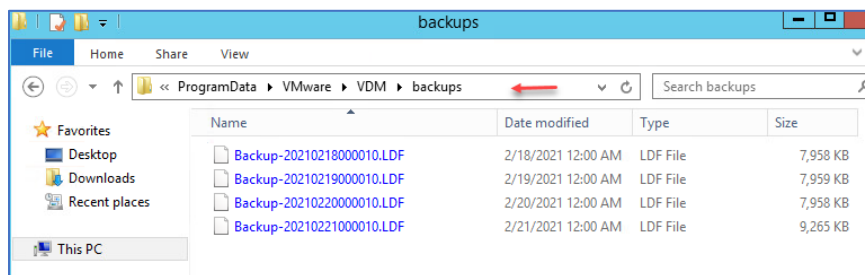 backups
File Home Share View
« ProgramData VMware VDM backups Search backups
Favorites
Desktop
Downloads
Recent places
This PC
Name Date modified Type Size
Backup-20210218000010.LDF 2/18/2021 12:00 AM LDF File 7,958 KB
Backup-20210219000010.LDF 2/19/2021 12:00 AM LDF File 7,959 KB
Backup-20210220000010.LDF 2/20/2021 12:00 AM LDF File 7,958 KB
Backup-20210221000010.LDF 2/21/2021 12:00 AM LDF File 9,265 KB